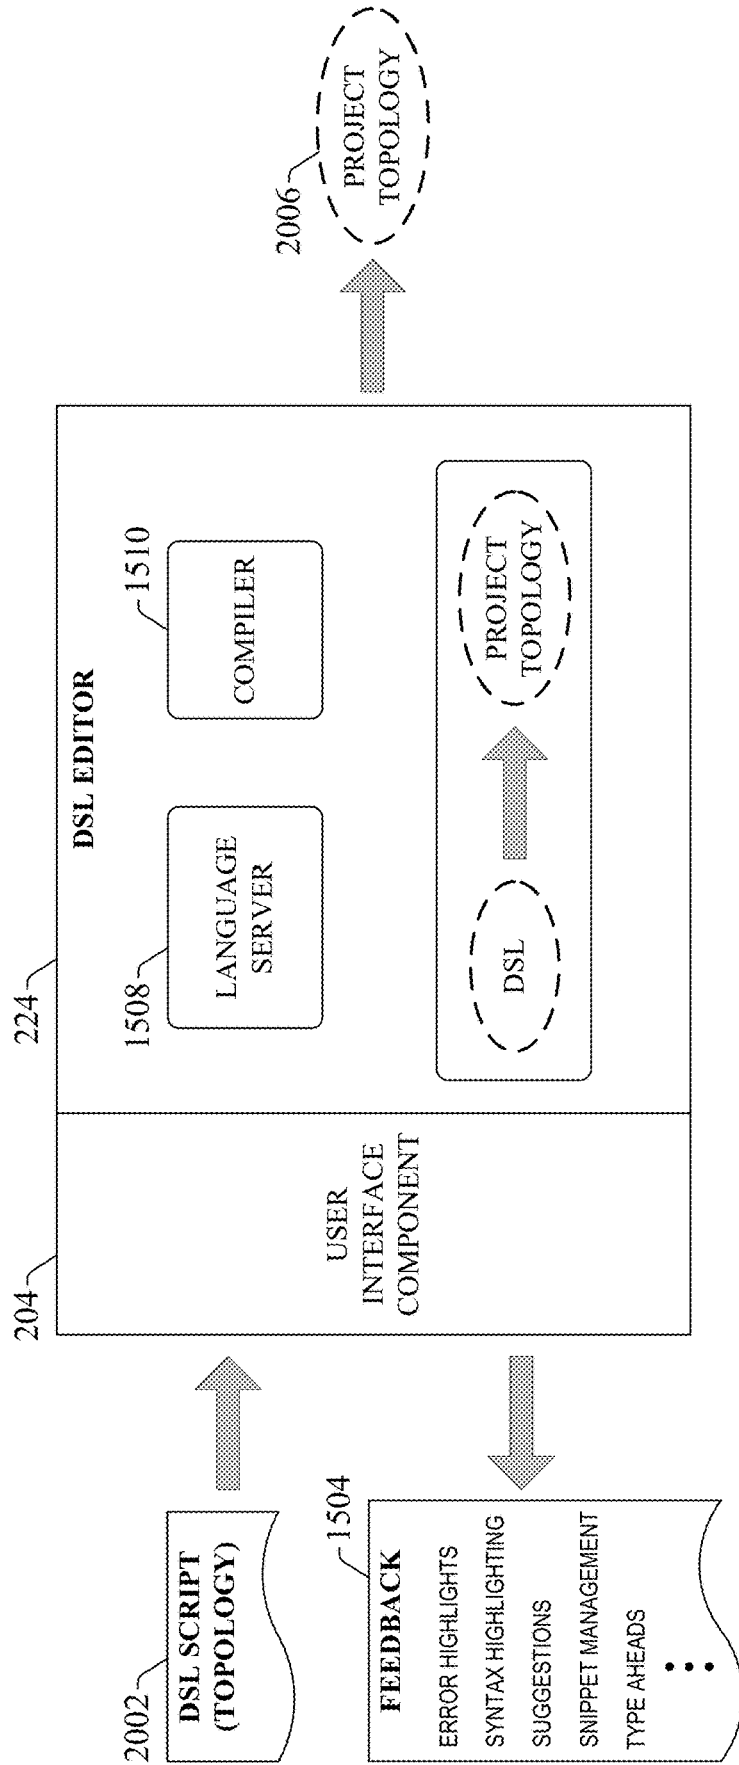 2002
DSL SCRIPT
(TOPOLOGY)
1504
FEEDBACK
ERROR HIGHLIGHTS
SYNTAX HIGHLIGHTING
SUGGESTIONS
SNIPPET MANAGEMENT
TYPE AHEADS
204
USER
INTERFACE
COMPONENT
224
DSL EDITOR
1508
LANGUAGE
SERVER
1510
COMPILER
DSL
PROJECT
TOPOLOGY
2006
PROJECT
TOPOLOGY